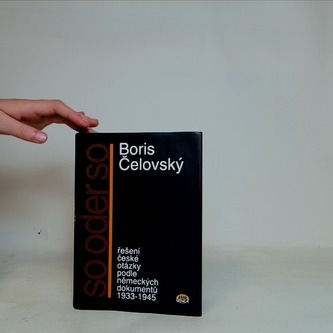 so oder so
Boris
Čelovský
řešení
české
otázky
podle
německých
dokumentů
1933-1945